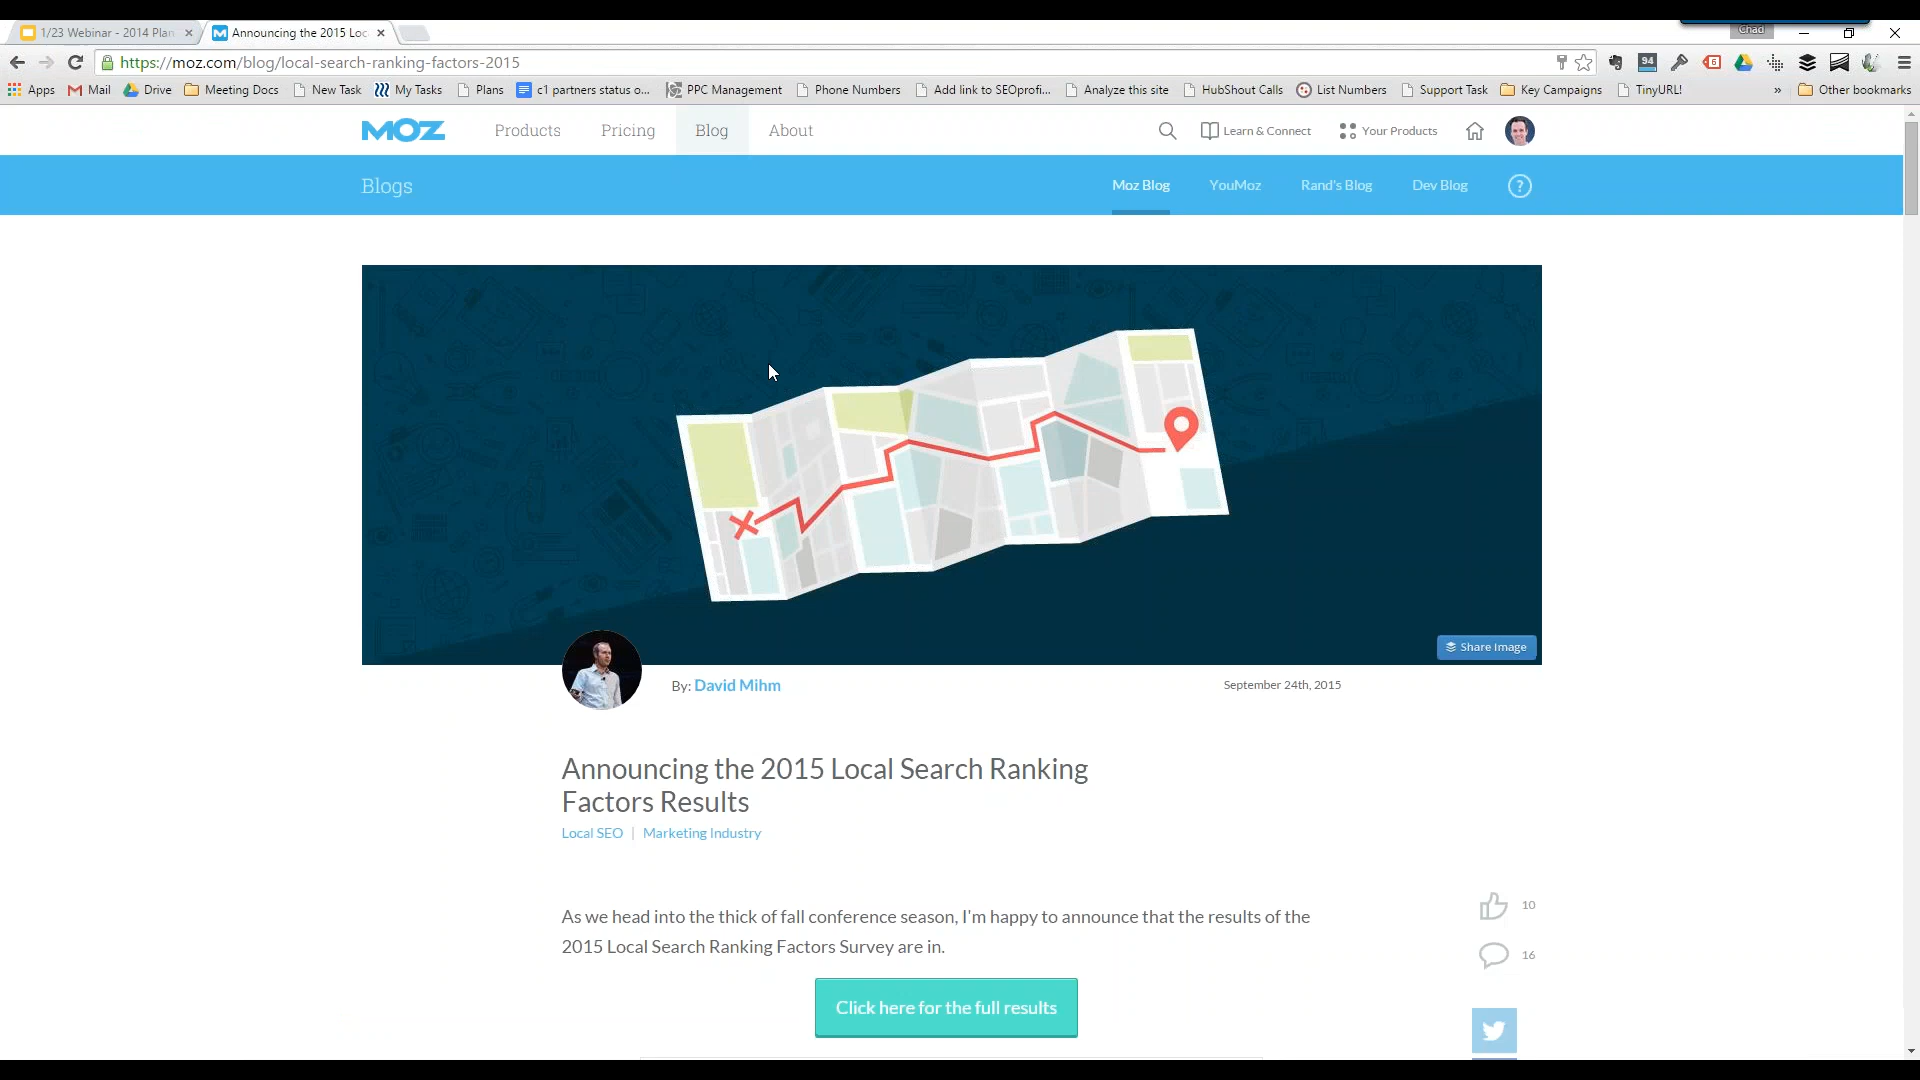 1/23 Webinar - 2014 Plan
Announcing the 2015 Loc
Chad
https://moz.com/blog/local-search-ranking-factors-2015
94
6
Apps
Mail
Drive
Meeting Docs
New Task
My Tasks
Plans
c1 partners status o...
PPC Management
Phone Numbers
Add link to SEOprofi...
Analyze this site
HubShout Calls
List Numbers
Support Task
Key Campaigns
TinyURL!
»
Other bookmarks
MOZ
Products
Pricing
Blog
About
Learn & Connect
Your Products
Blogs
Moz Blog
YouMoz
Rand's Blog
Dev Blog
?
Share Image
By: David Mihm
September 24th, 2015
Announcing the 2015 Local Search Ranking
Factors Results
Local SEO | Marketing Industry
10
As we head into the thick of fall conference season, I'm happy to announce that the results of the
2015 Local Search Ranking Factors Survey are in.
16
Click here for the full results